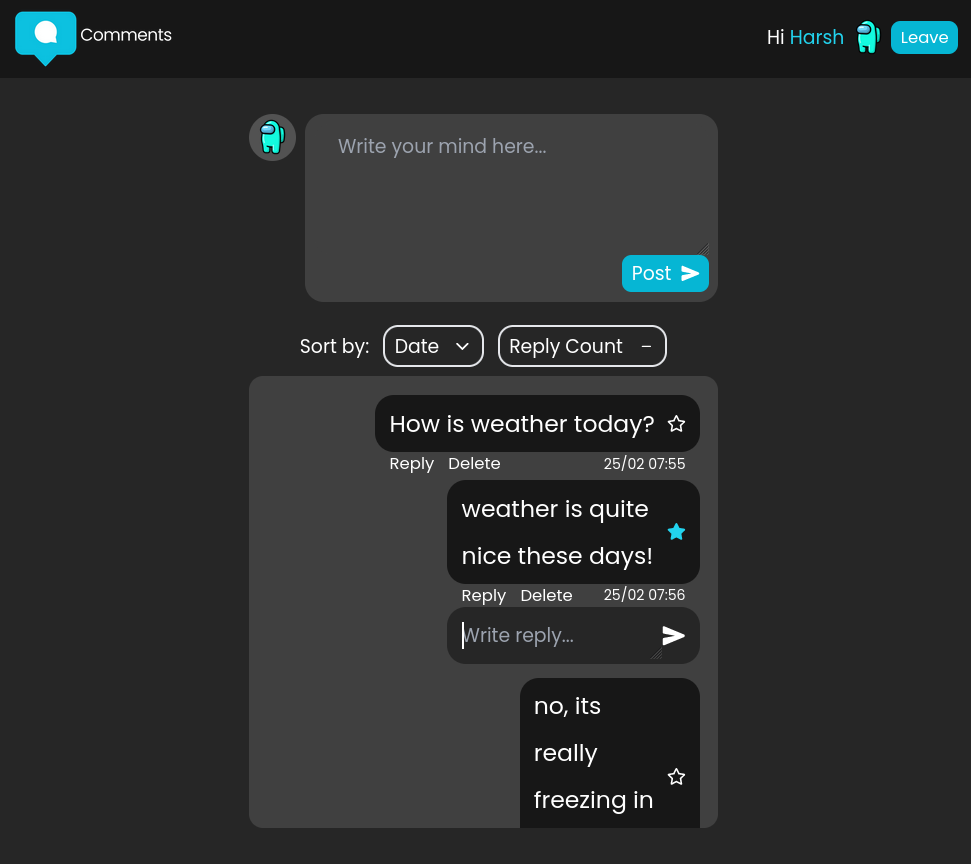 Comments
Hi Harsh
Leave
Write your mind here...
Post
Sort by:
Date
Reply Count
How is weather today?
Reply Delete 25/02 07:55
weather is quite
nice these days!
Reply Delete 25/02 07:56
Write reply...
no, its
really
freezing in